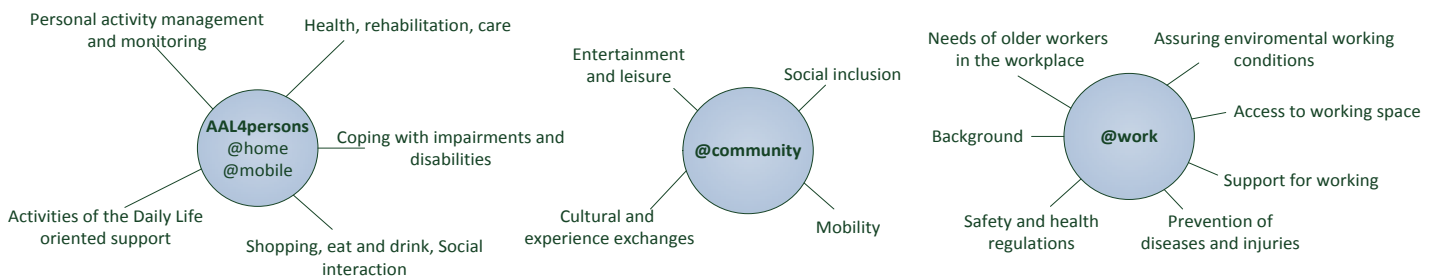 Personal activity management
and monitoring
Health, rehabilitation, care
AAL4persons
@home
@mobile
Coping with impairments and
disabilities
Activities of the Daily Life
oriented support
Shopping, eat and drink, Social
interaction
Entertainment
and leisure
Social inclusion
@community
Cultural and
experience exchanges
Mobility
Needs of older workers
in the workplace
Assuring enviromental working
conditions
Access to working space
Background
@work
Support for working
Safety and health
regulations
Prevention of
diseases and injuries